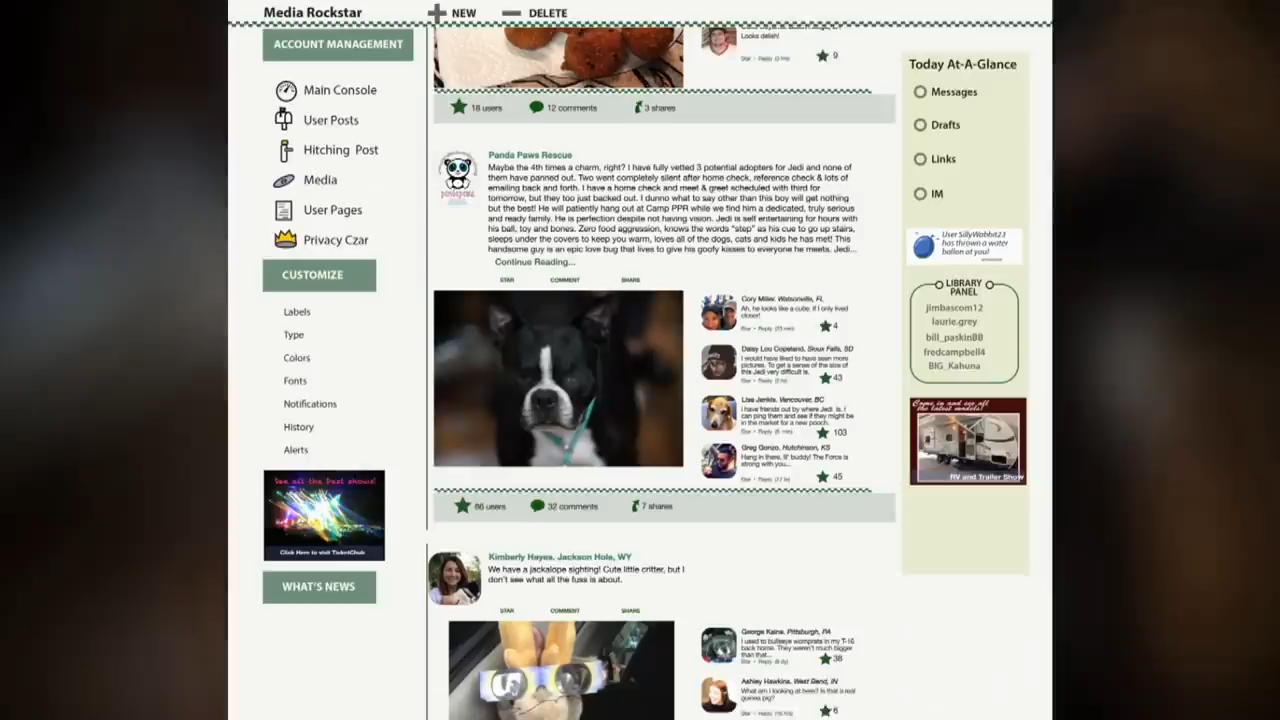 Media Rockstar
NEW
DELETE
ACCOUNT MANAGEMENT
Main Console
User Posts
Hitching Post
Media
User Pages
Privacy Czar
CUSTOMIZE
Labels
Type
Colors
Fonts
Notifications
History
Alerts
See all the best shows!
Click Here to visit TicketChub
WHAT'S NEWS
Looks delish!
Star • Reply
9
18 users
12 comments
3 shares
Panda Paws Rescue
Maybe the 4th times a charm, right? I have fully vetted 3 potential adopters for Jedi and none of
them have panned out. Two went completely silent after home check, reference check & lots of
emailing back and forth. I have a home check and meet & greet scheduled with third for
tomorrow, but they too just backed out. I dunno what to say other than this boy will get nothing
but the best! He will patiently hang out at Camp PPR while we find him a dedicated, truly serious
and ready family. He is perfection despite not having vision. Jedi is self entertaining for hours with
his ball, toy and bones. Zero food aggression, knows the words "step" as his cue to go up stairs,
sleeps under the covers to keep you warm, loves all of the dogs, cats and kids he has met! This
handsome guy is an epic love bug that lives to give his goofy kisses to everyone he meets. Jedi...
Continue Reading...
STAR
COMMENT
SHARE
Cory Miller. Watsonville, FL
Ah, he looks like a cutie. If I only lived
closer!
Star • Reply
4
Daisy Lou Copeland, Sioux Falls, SD
I would have liked to have seen more
pictures. To get a sense of the size of
this Jedi very difficult is.
Star • Reply
43
Lisa Jenkis. Vancouver, BC
I have friends out by where Jedi is. I
can ping them and see if they might be
in the market for a new pooch.
Star • Reply
103
Greg Gonzo, Hutchinson, KS
Hang in there, lil' buddy! The Force is
strong with you...
Star • Reply
45
86 users
32 comments
7 shares
Kimberly Hayes. Jackson Hole, WY
We have a jackalope sighting! Cute little critter, but I
don't see what all the fuss is about.
STAR
COMMENT
SHARE
George Kaine. Pittsburgh, PA
I used to bullseye womprats in my T-16
back home. They weren't much bigger
than that...
Star • Reply
38
Ashley Hawkins. West Bend, IN
What am I looking at here? Is that a real
guinea pig?
Star • Reply
6
Today At-A-Glance
Messages
Drafts
Links
IM
User SillyWabbit23
has thrown a water
ballon at you!
LIBRARY
PANEL
jimbascom12
laurie.grey
bill_paskin88
fredcampbell4
BIG_Kahuna
Come in and see all
the latest models!
RV and Trailer Show